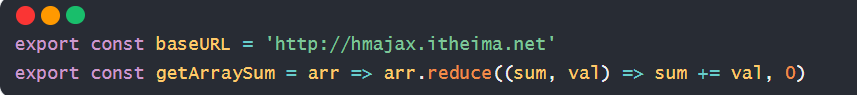 export const baseURL = 'http://hmajax.itheima.net'
export const getArraySum = arr => arr.reduce((sum, val) => sum += val, 0)